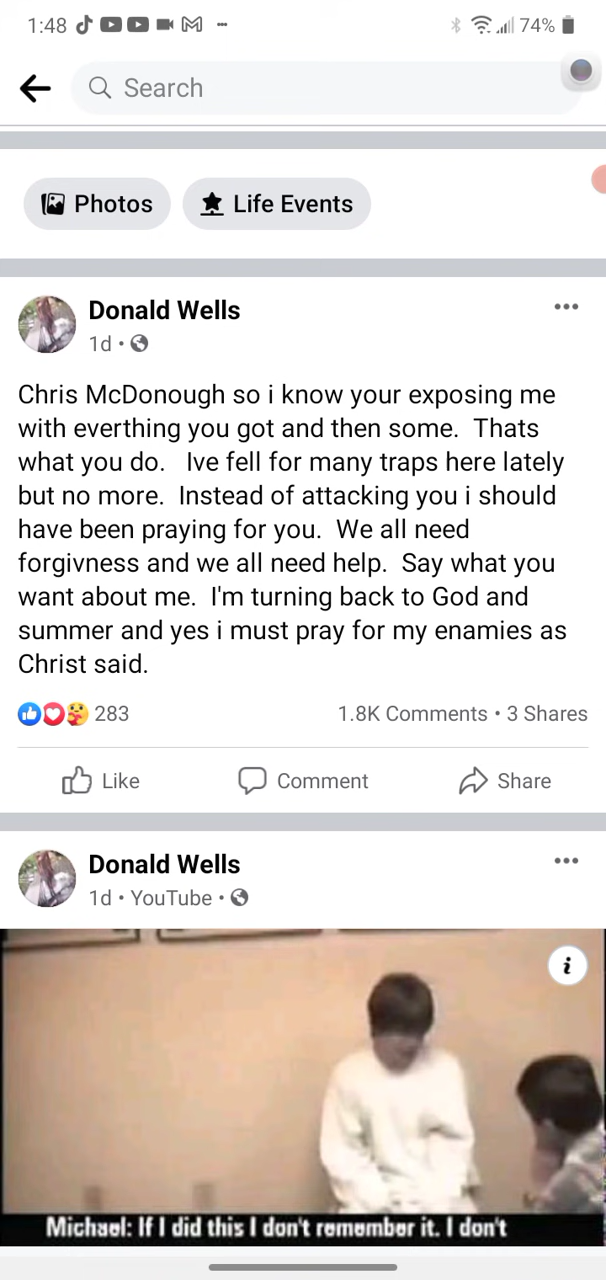 1:48 74%
Search
Photos Life Events
Donald Wells
1d •
Chris McDonough so i know your exposing me
with everthing you got and then some.  Thats
what you do.   Ive fell for many traps here lately
but no more.  Instead of attacking you i should
have been praying for you.  We all need
forgivness and we all need help.  Say what you
want about me.  I'm turning back to God and
summer and yes i must pray for my enamies as
Christ said.
283 1.8K Comments • 3 Shares
Like Comment Share
Donald Wells
1d • YouTube •
Michael: If I did this I don't remember it. I don't